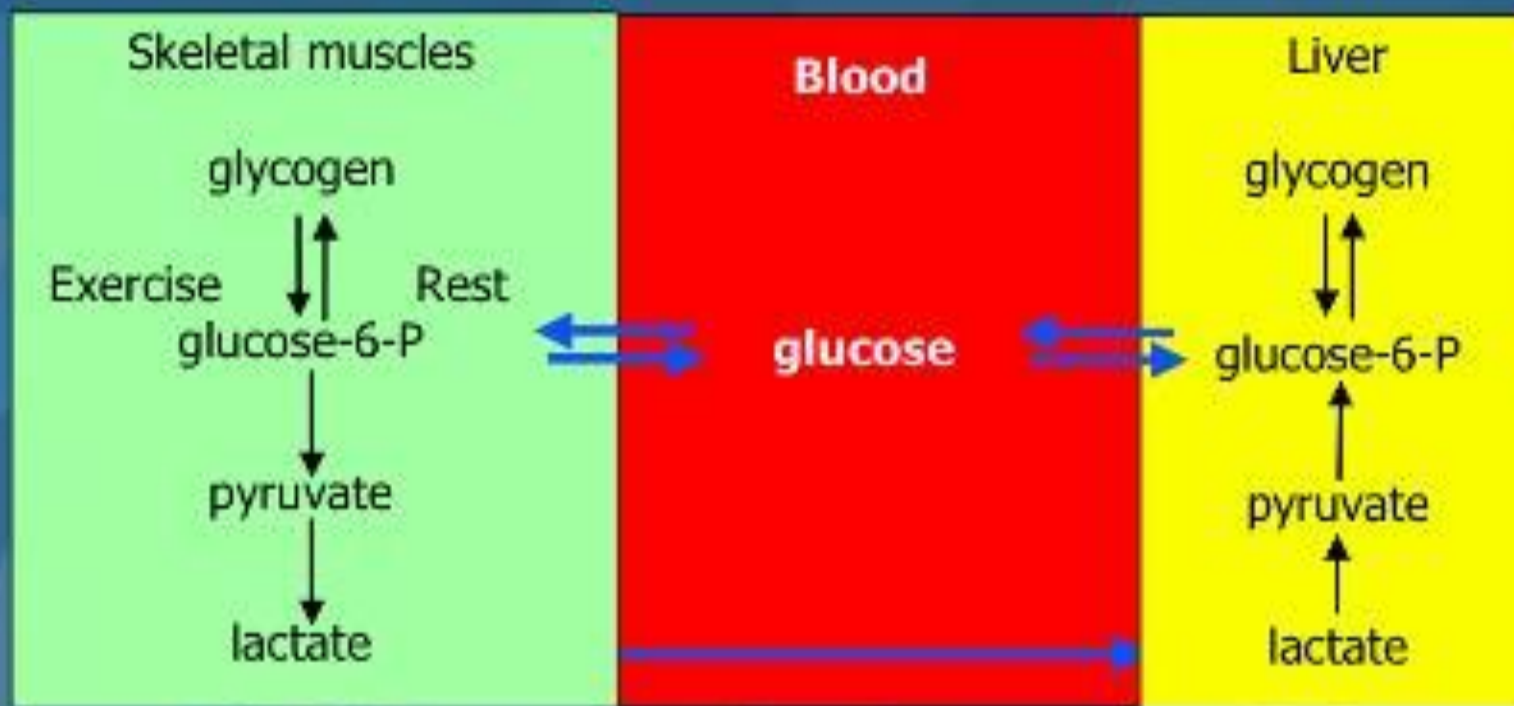 Skeletal muscles
glycogen
Exercise Rest
glucose-6-P
pyruvate
lactate
Blood
glucose
Liver
glycogen
glucose-6-P
pyruvate
lactate